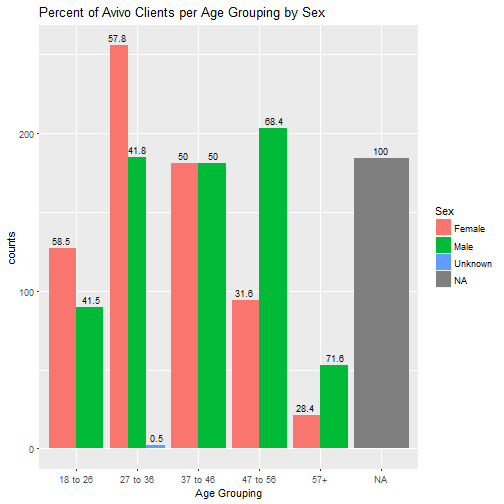 Percent of Avivo Clients per Age Grouping by Sex
57.8
68.4
41.8
50
50
100
58.5
41.5
31.6
71.6
28.4
0.5
200
100
0
counts
18 to 26
27 to 36
37 to 46
47 to 56
57+
NA
Age Grouping
Sex
Female
Male
Unknown
NA